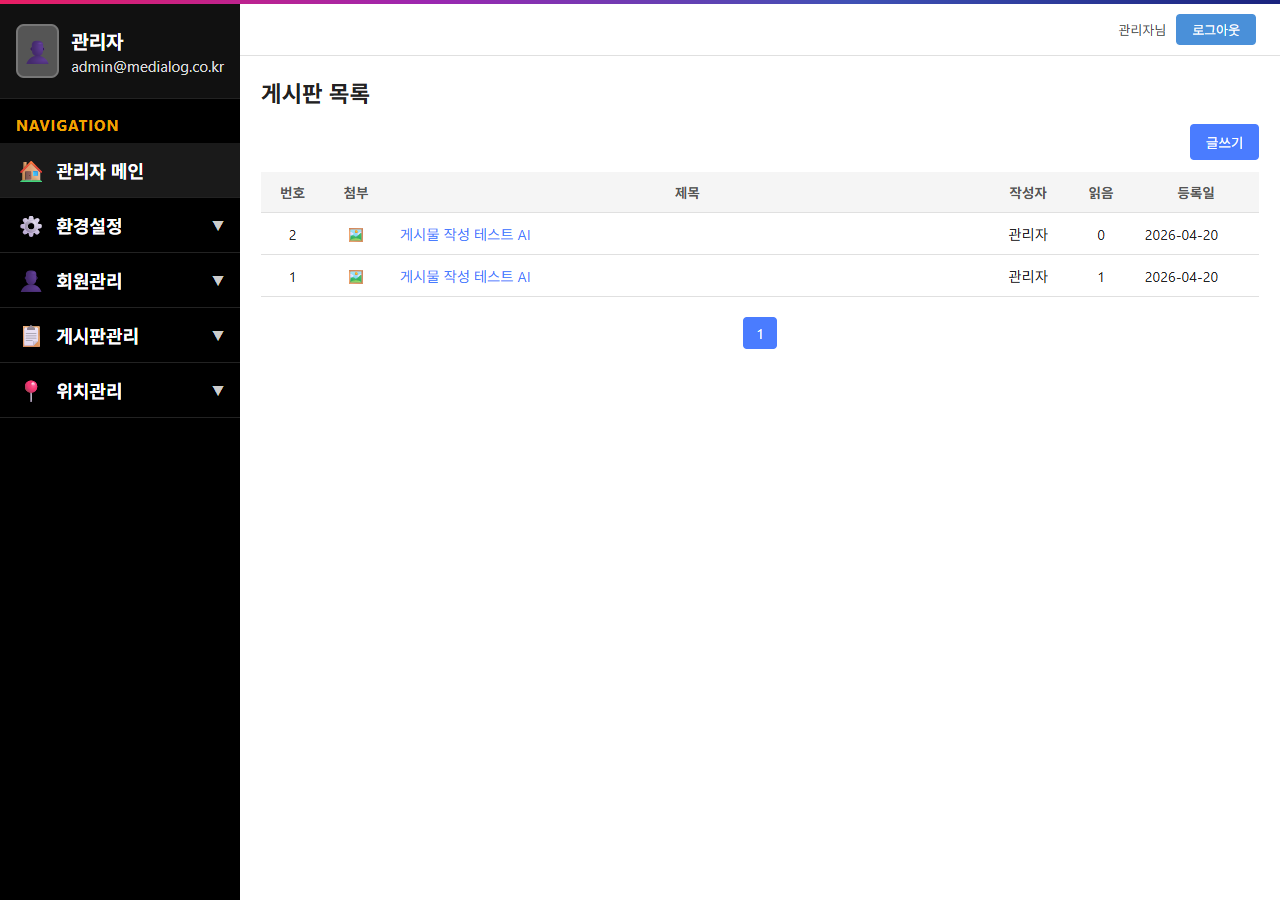 관리자
admin@medialog.co.kr
NAVIGATION
관리자 메인
환경설정 ▼
회원관리 ▼
게시판관리 ▼
위치관리 ▼
관리자님 로그아웃
게시판 목록
글쓰기
번호 첨부 제목 작성자 읽음 등록일
2 게시물 작성 테스트 AI 관리자 0 2026-04-20
1 게시물 작성 테스트 AI 관리자 1 2026-04-20
1